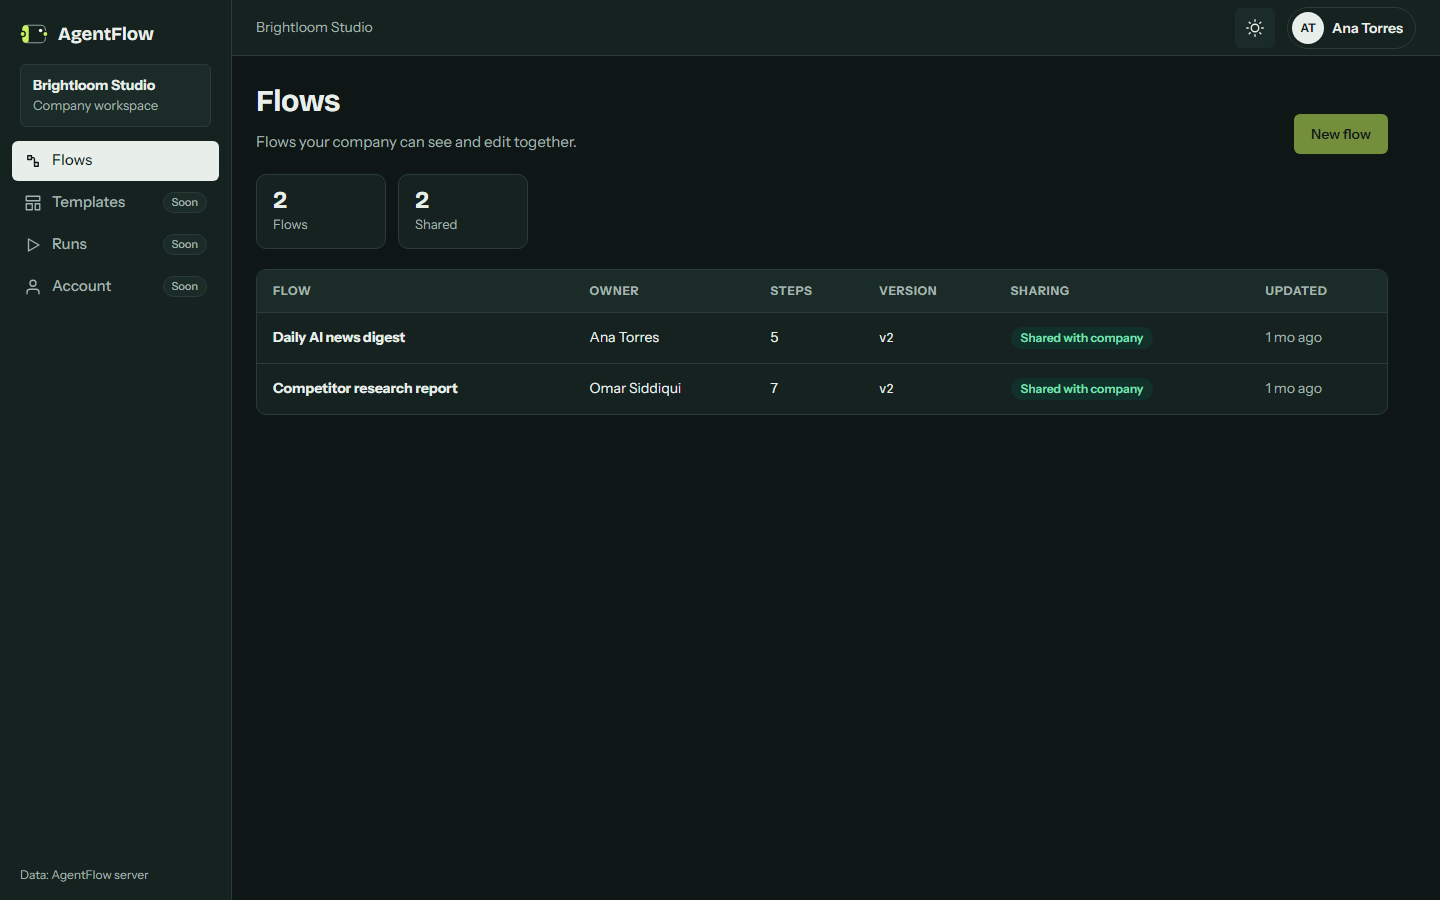 AgentFlow
Brightloom Studio
Company workspace
Flows
Templates Soon
Runs Soon
Account Soon
Data: AgentFlow server
Brightloom Studio
AT Ana Torres
Flows
Flows your company can see and edit together.
New flow
2
Flows
2
Shared
FLOW OWNER STEPS VERSION SHARING UPDATED
Daily AI news digest Ana Torres 5 v2 Shared with company 1 mo ago
Competitor research report Omar Siddiqui 7 v2 Shared with company 1 mo ago